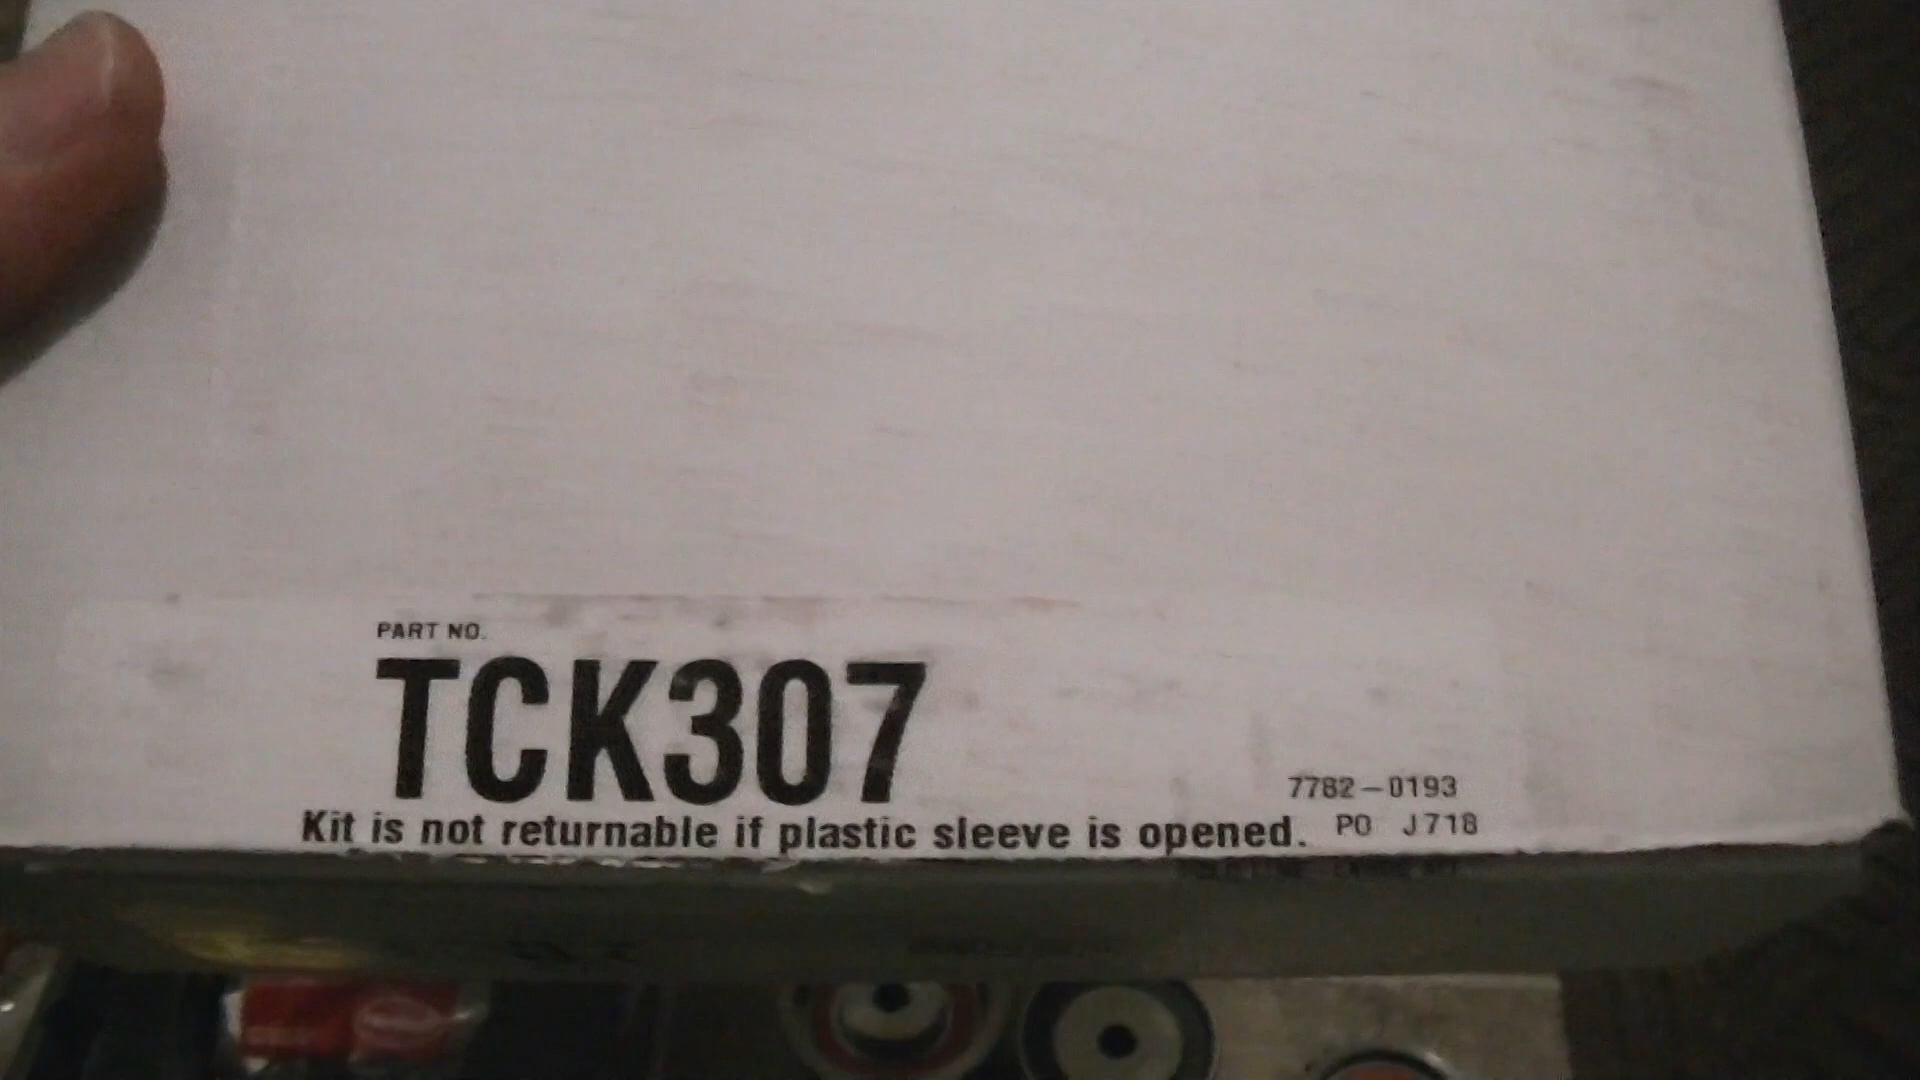 PART NO.
TCK307
7782-0193
Kit is not returnable if plastic sleeve is opened. PO J718